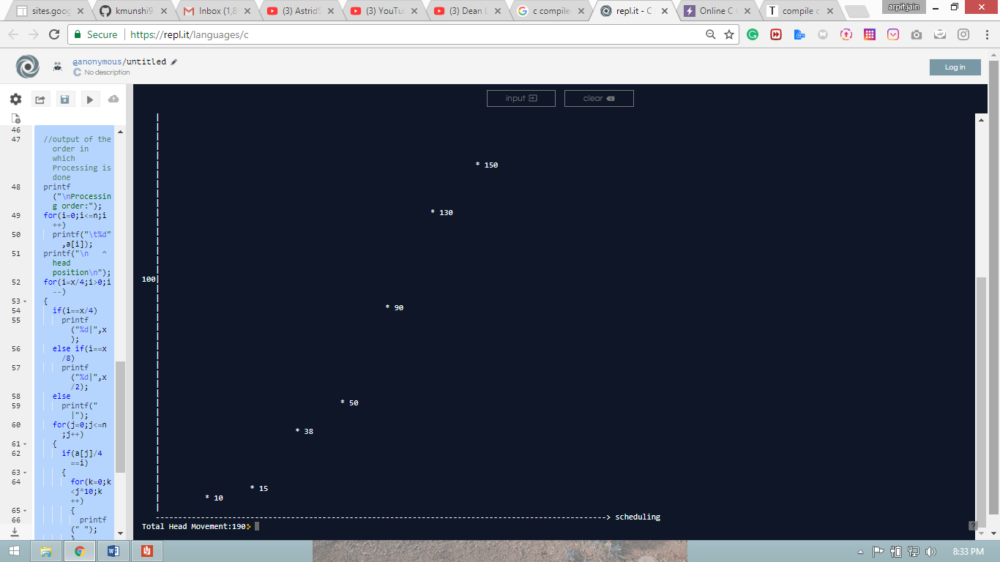 sites.goog
kmunshi9
Inbox (1,8
(3) AstridS
(3) YouTu
(3) Dean L
c compile
repl.it - C
Online C C
compile c
arpitjain
Secure | https://repl.it/languages/c
@anonymous/untitled
No description
Log in
input
clear
46
47 //output of the
order in
which
Processing is
done
48 printf
("\nProcessin
g order:");
49 for(i=0;i<=n;i
++)
50 printf("\t%d"
,a[i]);
51 printf("\n   ^
head
position\n");
52 for(i=x/4;i>0;i
--)
53 {
54 if(i==x/4)
55 printf
("%d|",x
);
56 else if(i==x
/8)
57 printf
("%d|",x
/2);
58 else
59 printf("
|");
60 for(j=0;j<=n
;j++)
61 {
62 if(a[j]/4
==i)
63 {
64 for(k=0;k
<j*10;k
++)
65 {
66 printf
(" ");
}
* 150
* 130
100|
* 90
* 50
* 38
* 15
* 10
----------------------------------------------------------------------------------------------------> scheduling
Total Head Movement:190
?
8:33 PM